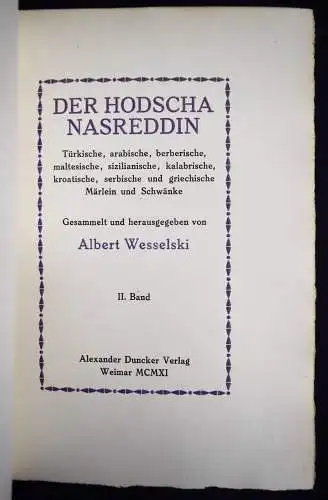 DER HODSCHA
NASREDDIN
Türkische, arabische, berberische,
maltesische, sizilianische, kalabrische,
kroatische, serbische und griechische
Märlein und Schwänke
Gesammelt und herausgegeben von
Albert Wesselski
II. Band
Alexander Duncker Verlag
Weimar MCMXI